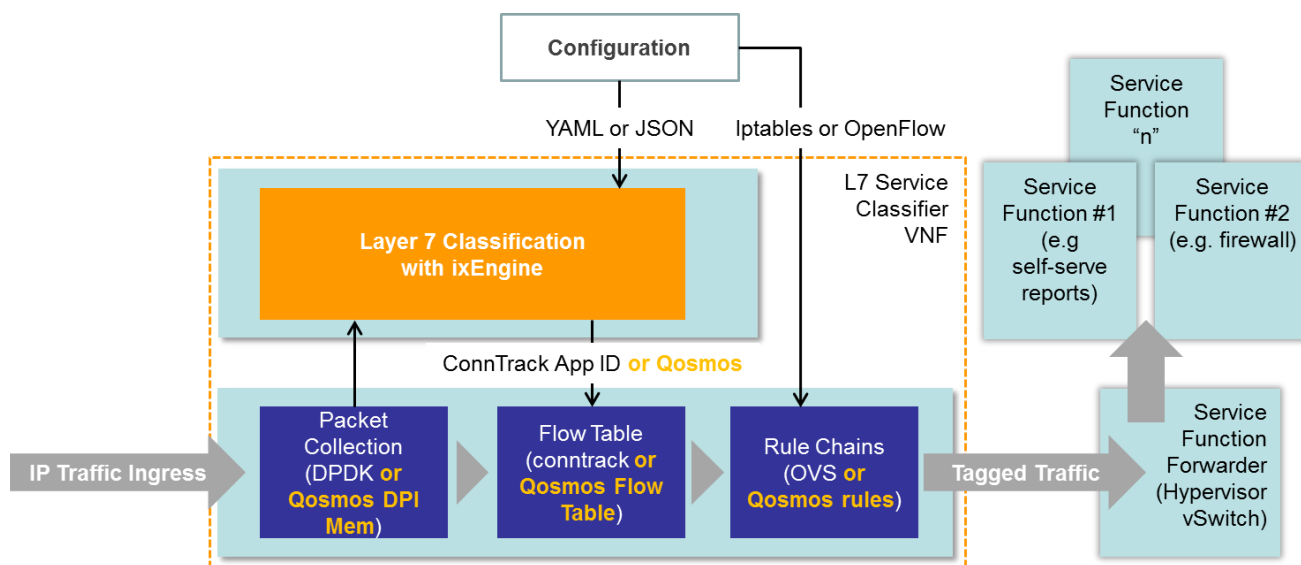 Configuration
YAML or JSON
Iptables or OpenFlow
L7 Service
Classifier
VNF
Layer 7 Classification
with ixEngine
ConnTrack App ID or Qosmos
IP Traffic Ingress
Packet
Collection
(DPDK or
Qosmos DPI
Mem)
Flow Table
(conntrack or
Qosmos Flow
Table)
Rule Chains
(OVS or
Qosmos rules)
Tagged Traffic
Service
Function
Forwarder
(Hypervisor
vSwitch)
Service
Function
“n”
Service
Function #1
(e.g
self-serve
reports)
Service
Function #2
(e.g. firewall)